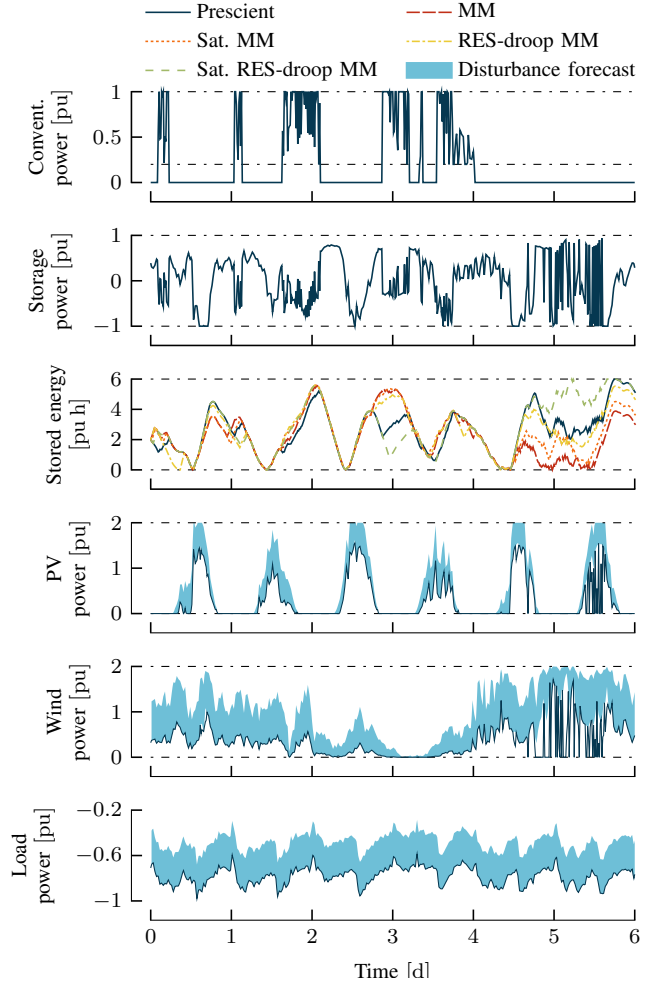 Prescient
MM
Sat. MM
RES-droop MM
Sat. RES-droop MM
Disturbance forecast
Convent.
power [pu]
1
0.5
0
Storage
power [pu]
1
0
−1
Stored energy
[pu h]
6
4
2
0
PV
power [pu]
2
1
0
Wind
power [pu]
2
1
0
Load
power [pu]
−0.2
−0.6
−1
0 1 2 3 4 5 6
Time [d]